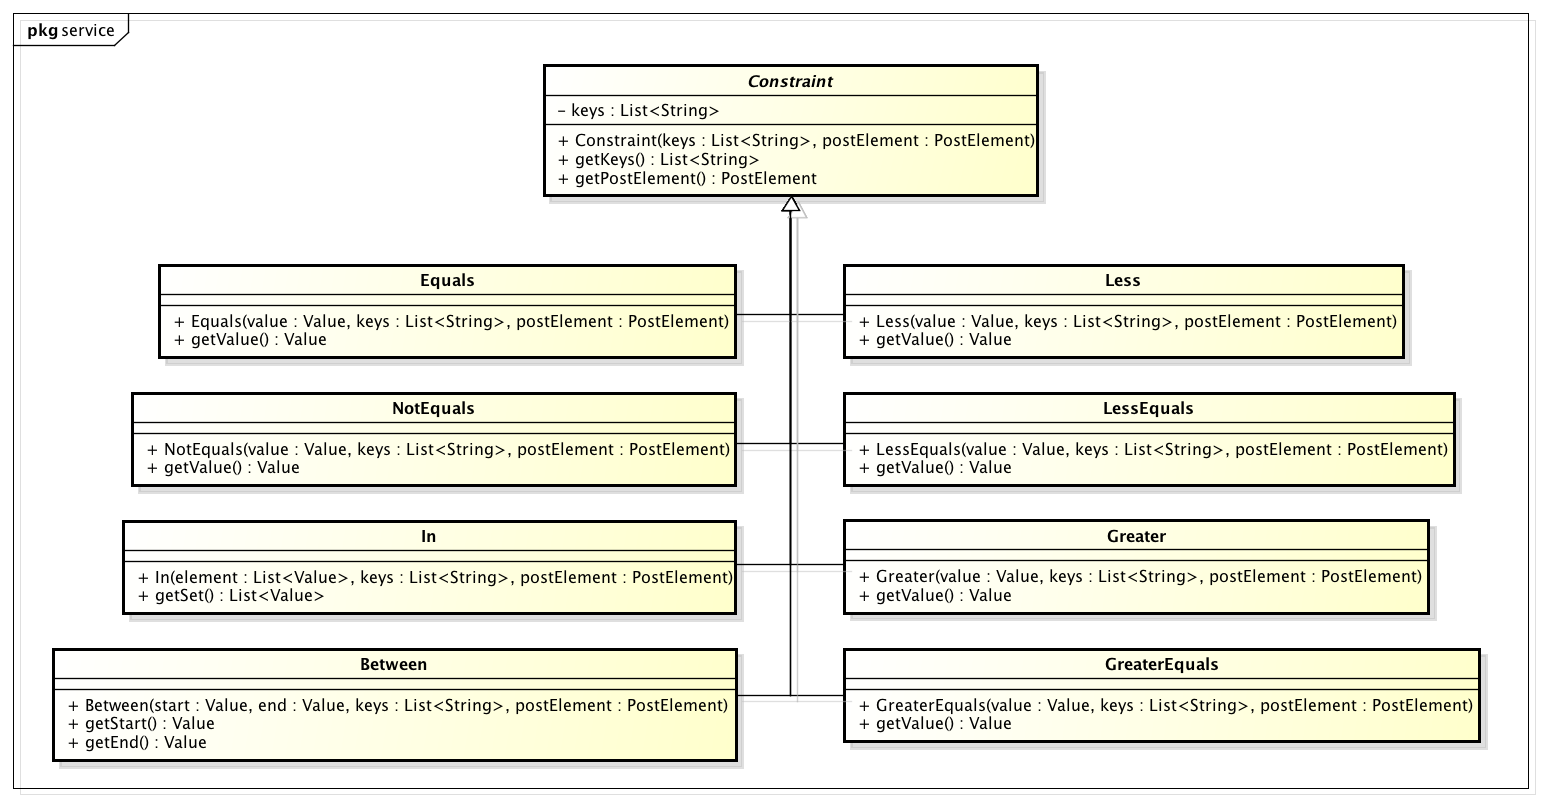 pkg service
Constraint
- keys : List<String>
+ Constraint(keys : List<String>, postElement : PostElement)
+ getKeys() : List<String>
+ getPostElement() : PostElement
Equals
+ Equals(value : Value, keys : List<String>, postElement : PostElement)
+ getValue() : Value
Less
+ Less(value : Value, keys : List<String>, postElement : PostElement)
+ getValue() : Value
NotEquals
+ NotEquals(value : Value, keys : List<String>, postElement : PostElement)
+ getValue() : Value
LessEquals
+ LessEquals(value : Value, keys : List<String>, postElement : PostElement)
+ getValue() : Value
In
+ In(element : List<Value>, keys : List<String>, postElement : PostElement)
+ getSet() : List<Value>
Greater
+ Greater(value : Value, keys : List<String>, postElement : PostElement)
+ getValue() : Value
Between
+ Between(start : Value, end : Value, keys : List<String>, postElement : PostElement)
+ getStart() : Value
+ getEnd() : Value
GreaterEquals
+ GreaterEquals(value : Value, keys : List<String>, postElement : PostElement)
+ getValue() : Value